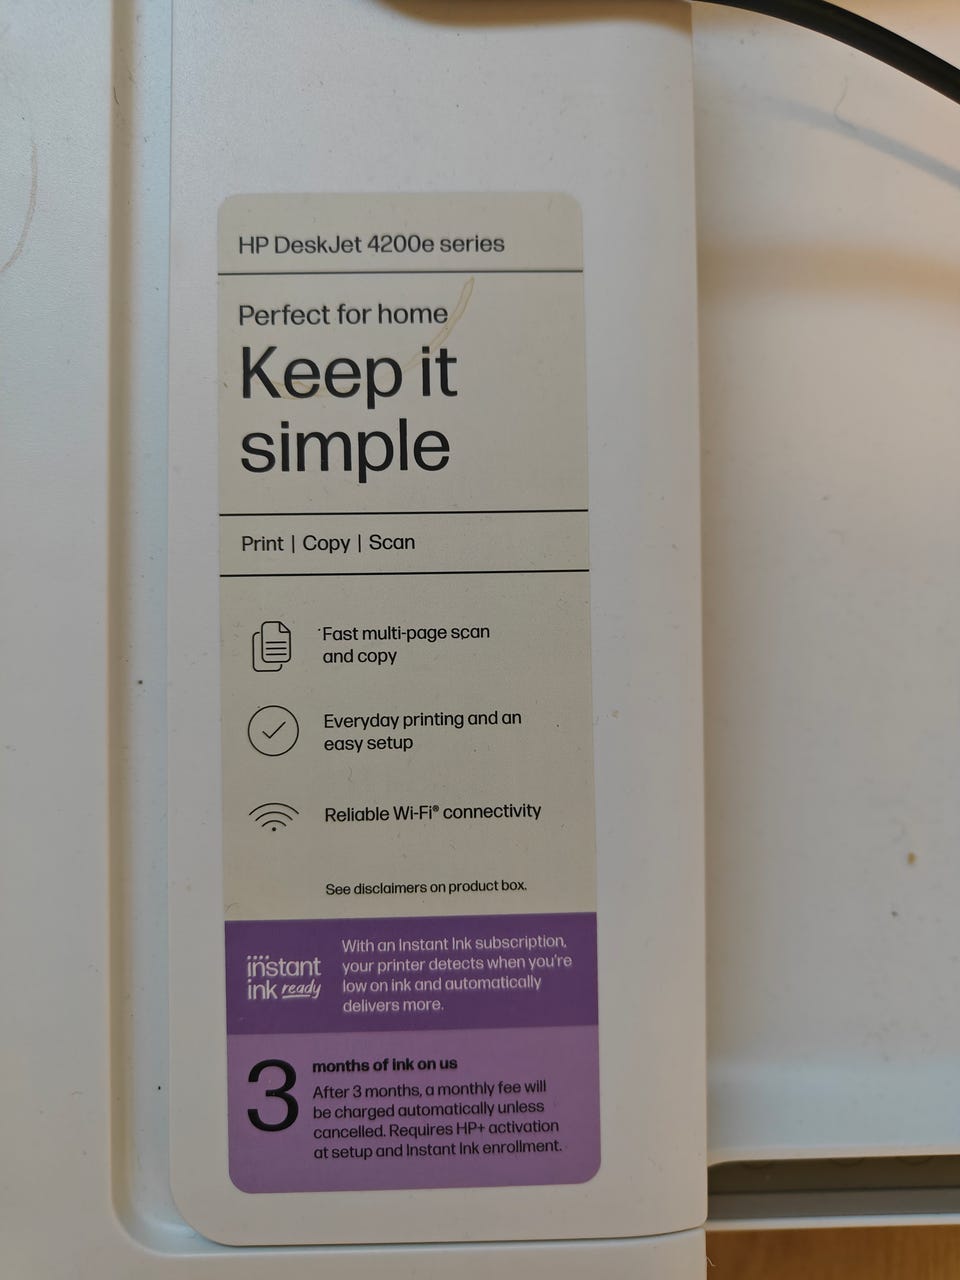 HP DeskJet 4200e series
Perfect for home
Keep it
simple
Print | Copy | Scan
Fast multi-page scan
and copy
Everyday printing and an
easy setup
Reliable Wi-Fi® connectivity
See disclaimers on product box.
instant
ink ready
With an Instant Ink subscription,
your printer detects when you're
low on ink and automatically
delivers more.
3
months of ink on us
After 3 months, a monthly fee will
be charged automatically unless
cancelled. Requires HP+ activation
at setup and Instant Ink enrollment.